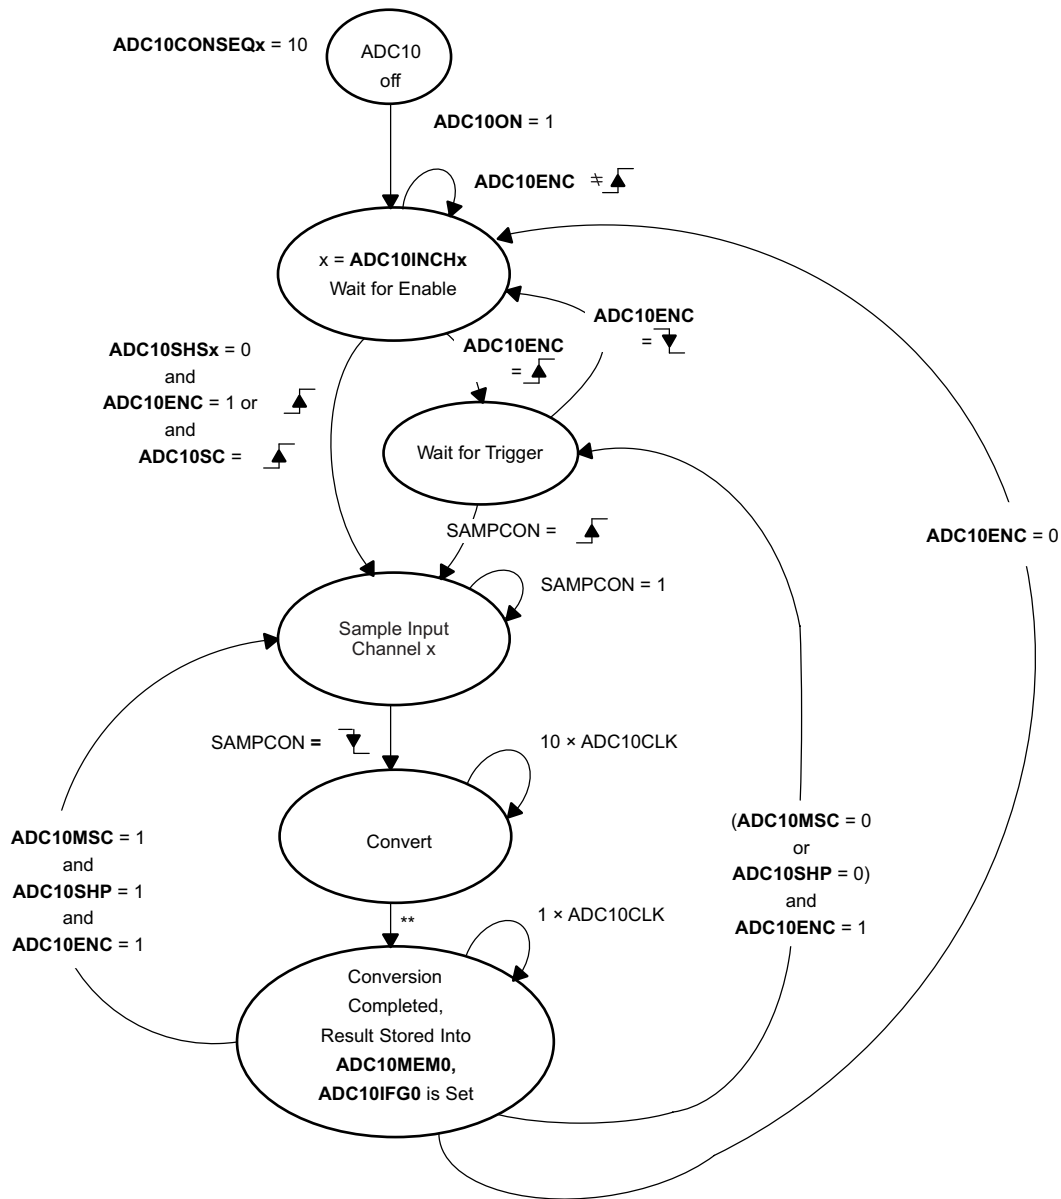 ADC10CONSEQx = 10
ADC10
off
ADC10ON = 1
ADC10ENC ≠
x = ADC10INCHx
Wait for Enable
ADC10ENC
=
ADC10ENC
=
ADC10SHSx = 0
and
ADC10ENC = 1 or
and
ADC10SC =
Wait for Trigger
SAMPCON =
ADC10ENC = 0
SAMPCON = 1
Sample Input
Channel x
SAMPCON =
10 × ADC10CLK
Convert
ADC10MSC = 1
and
ADC10SHP = 1
and
ADC10ENC = 1
(ADC10MSC = 0
or
ADC10SHP = 0)
and
ADC10ENC = 1
**
1 × ADC10CLK
Conversion
Completed,
Result Stored Into
ADC10MEM0,
ADC10IFG0 is Set